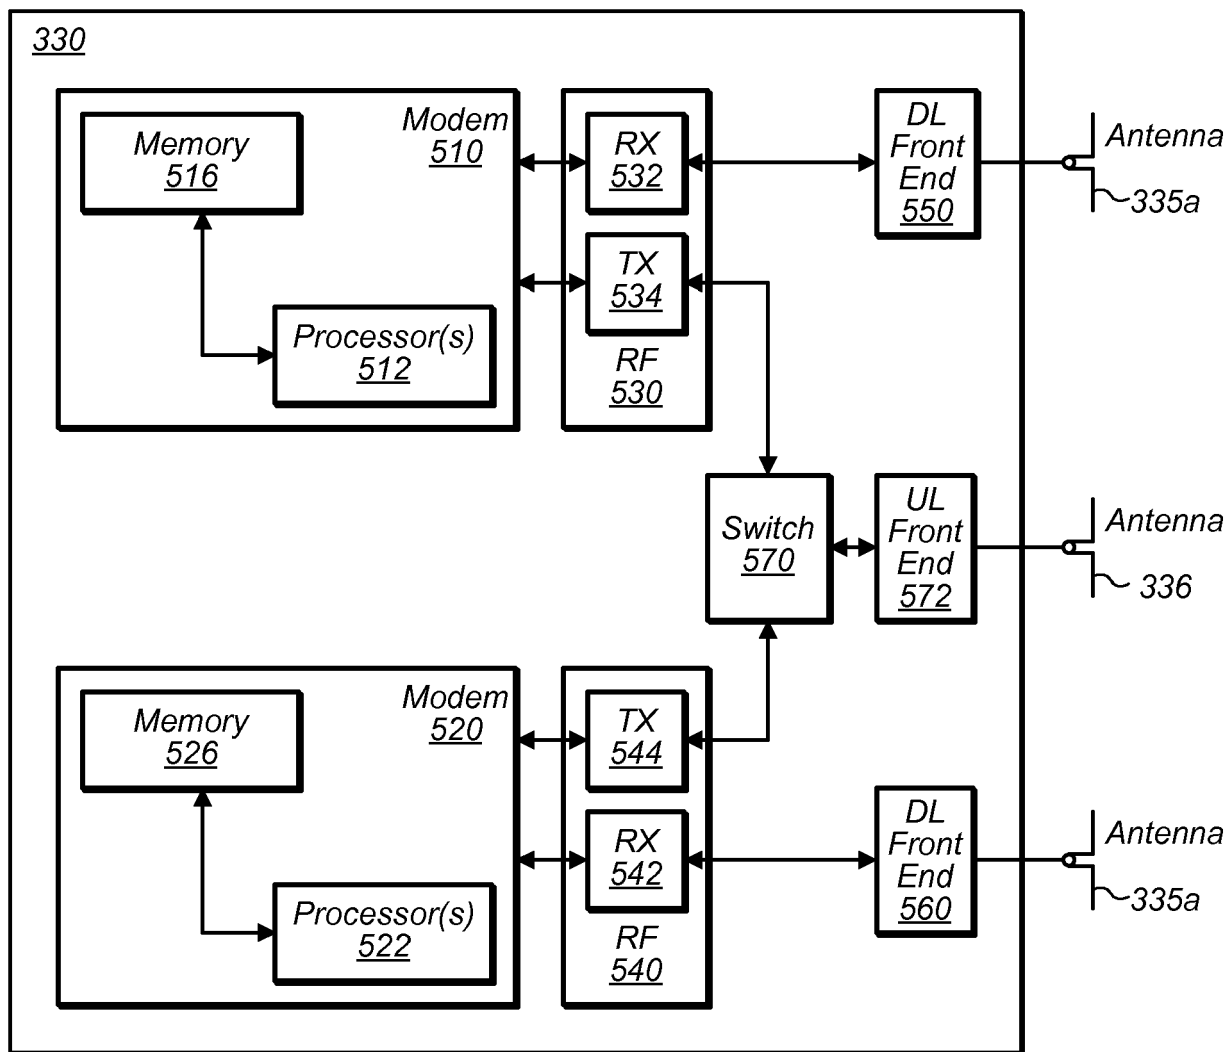 330
Memory
516
Modem
510
Processor(s)
512
RX
532
TX
534
RF
530
DL
Front
End
550
Antenna
335a
Switch
570
UL
Front
End
572
Antenna
336
Memory
526
Modem
520
Processor(s)
522
TX
544
RX
542
RF
540
DL
Front
End
560
Antenna
335a